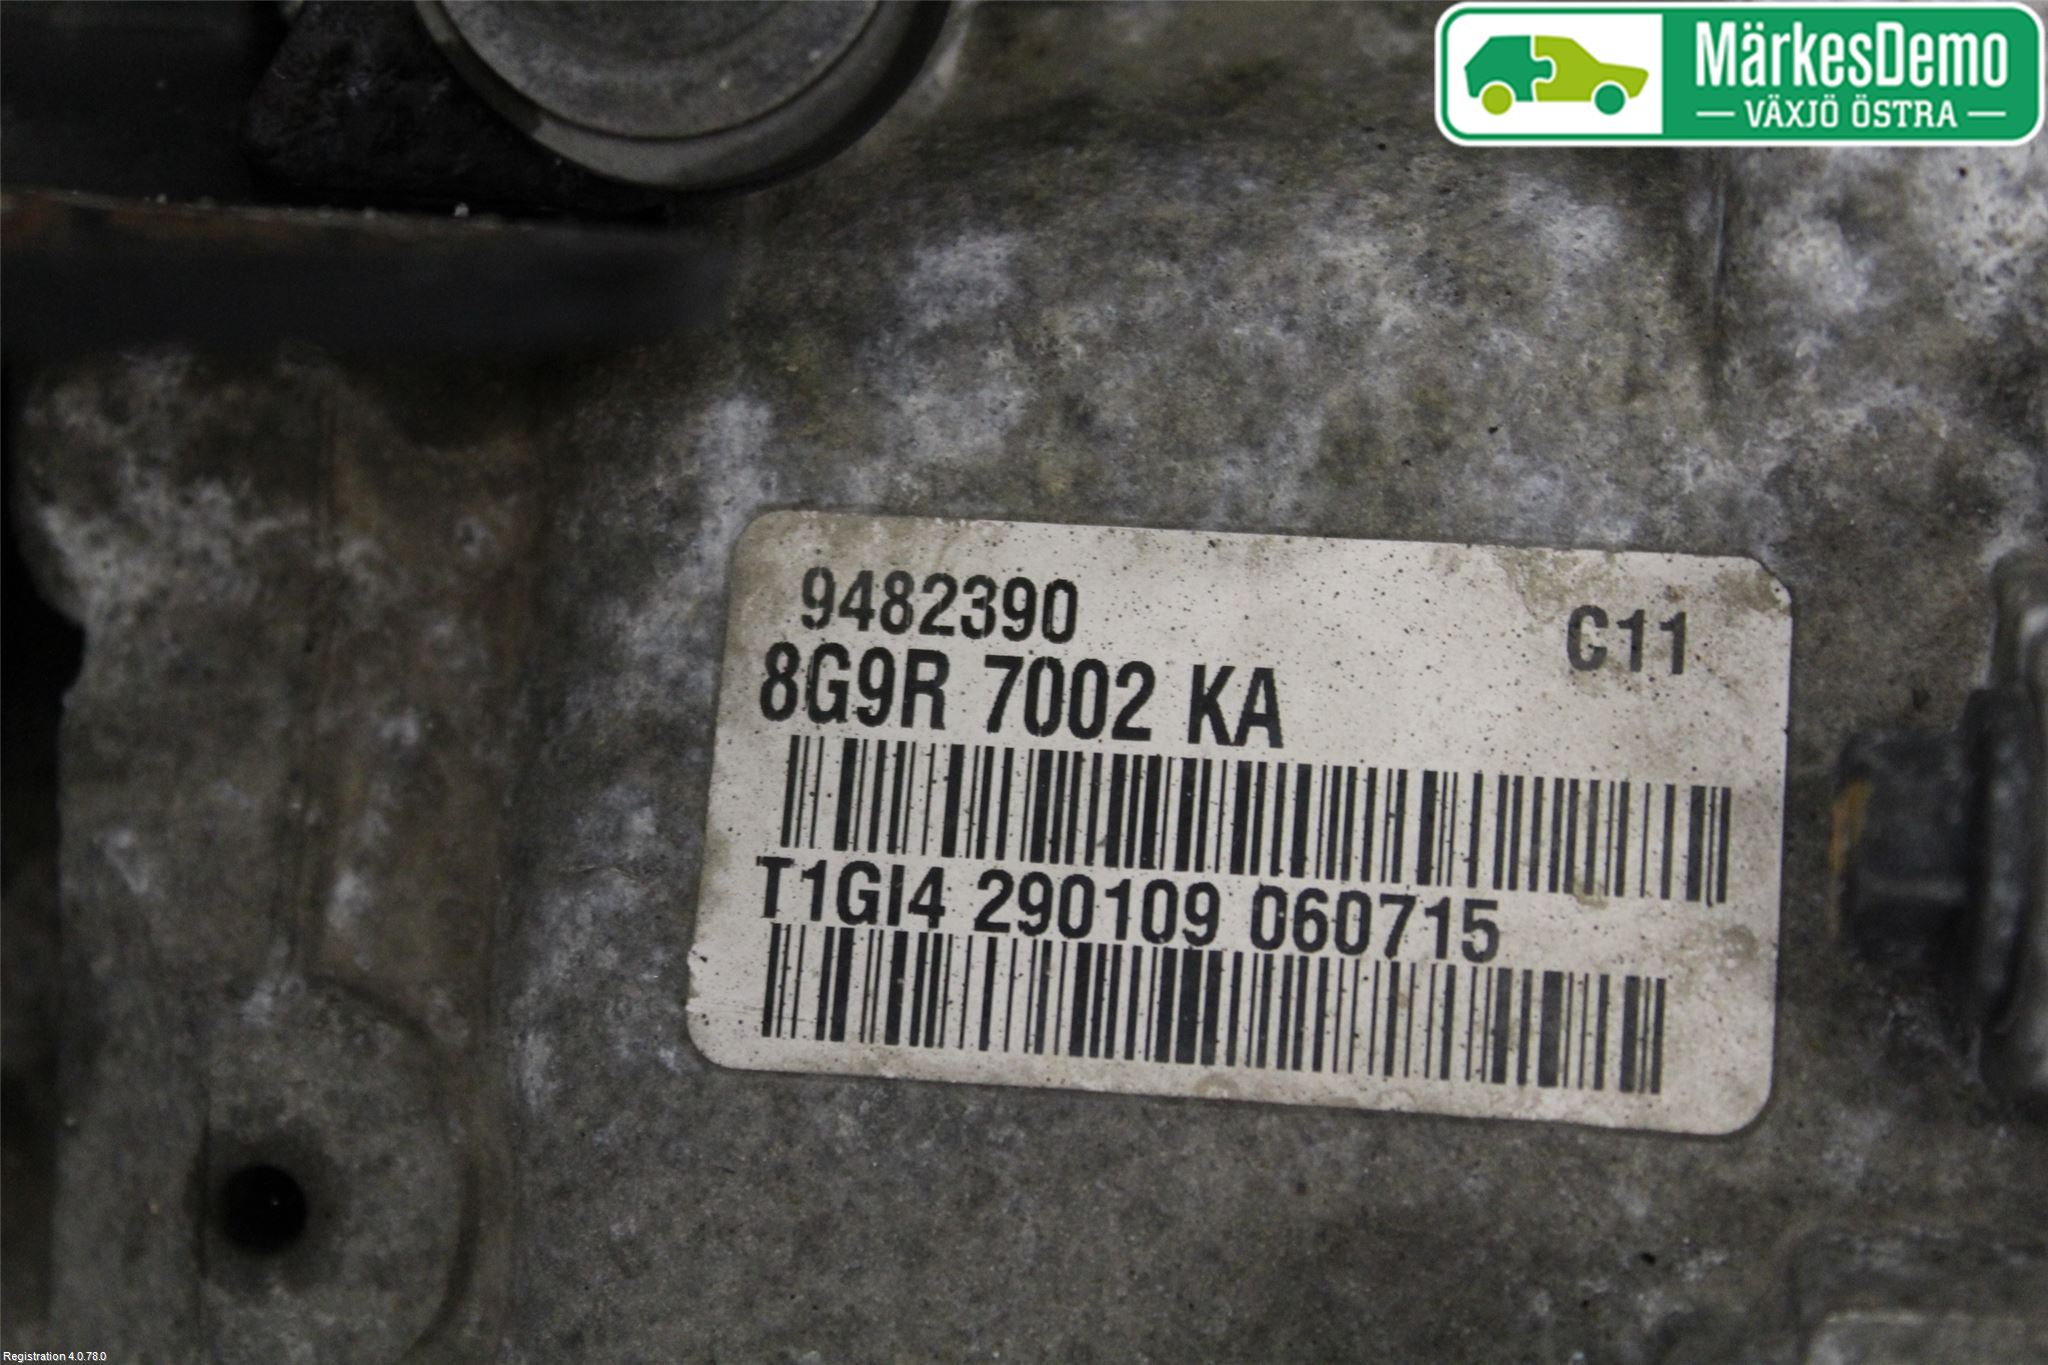 MärkesDemo
VÄXJÖ ÖSTRA
9482390
C11
8G9R 7002 KA
T1GI4 290109 060715
Registration 4.0.78.0